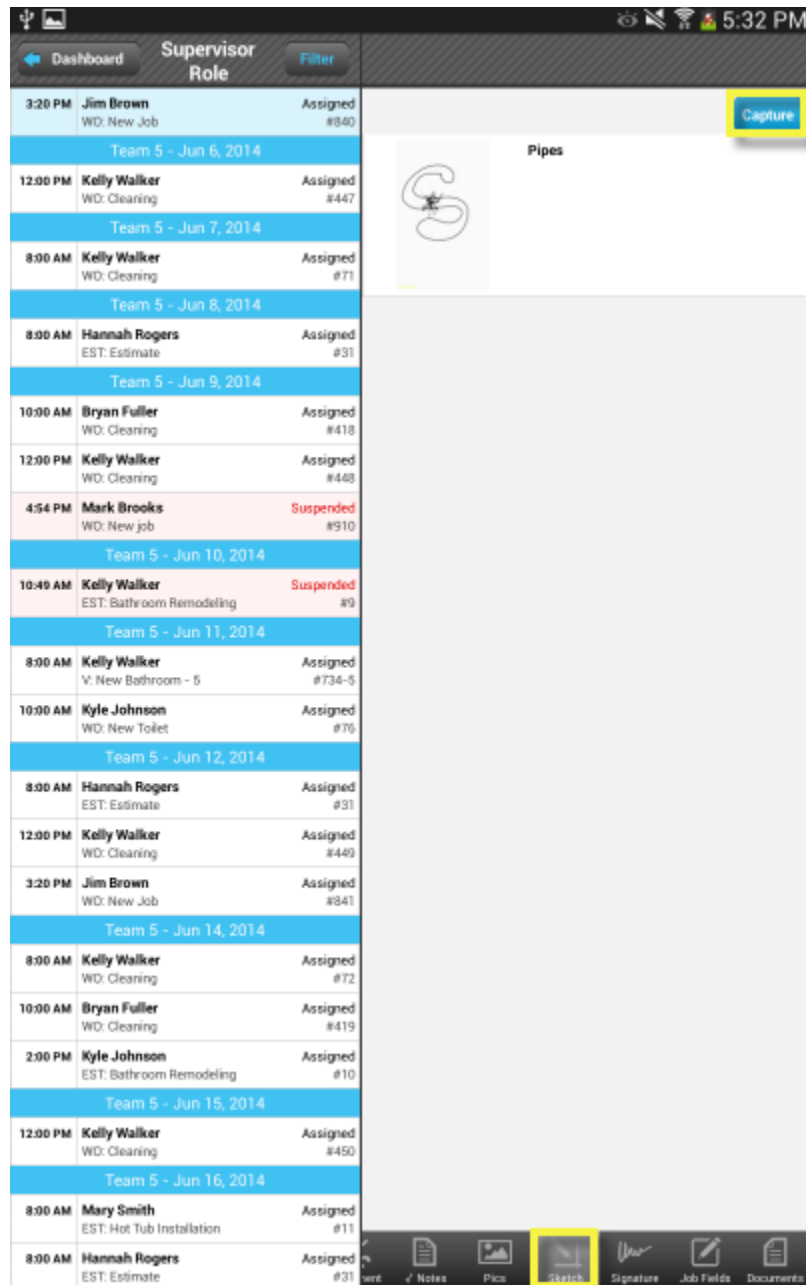 5:32 PM
Dashboard
Supervisor
Role
Filter
3:20 PM Jim Brown Assigned
WO: New Job #840
Team 5 - Jun 6, 2014
12:00 PM Kelly Walker Assigned
WO: Cleaning #447
Team 5 - Jun 7, 2014
8:00 AM Kelly Walker Assigned
WO: Cleaning #71
Team 5 - Jun 8, 2014
8:00 AM Hannah Rogers Assigned
EST: Estimate #31
Team 5 - Jun 9, 2014
10:00 AM Bryan Fuller Assigned
WO: Cleaning #418
12:00 PM Kelly Walker Assigned
WO: Cleaning #448
4:54 PM Mark Brooks Suspended
WO: New job #910
Team 5 - Jun 10, 2014
10:49 AM Kelly Walker Suspended
EST: Bathroom Remodeling #9
Team 5 - Jun 11, 2014
8:00 AM Kelly Walker Assigned
V: New Bathroom - 5 #734-5
10:00 AM Kyle Johnson Assigned
WO: New Toilet #76
Team 5 - Jun 12, 2014
8:00 AM Hannah Rogers Assigned
EST: Estimate #31
12:00 PM Kelly Walker Assigned
WO: Cleaning #449
3:20 PM Jim Brown Assigned
WO: New Job #841
Team 5 - Jun 14, 2014
8:00 AM Kelly Walker Assigned
WO: Cleaning #72
10:00 AM Bryan Fuller Assigned
WO: Cleaning #419
2:00 PM Kyle Johnson Assigned
EST: Bathroom Remodeling #10
Team 5 - Jun 15, 2014
12:00 PM Kelly Walker Assigned
WO: Cleaning #450
Team 5 - Jun 16, 2014
8:00 AM Mary Smith Assigned
EST: Hot Tub Installation #11
8:00 AM Hannah Rogers Assigned
EST: Estimate #31
Capture
Pipes
ent √ Notes Pics Sketch Signature Job Fields Documents